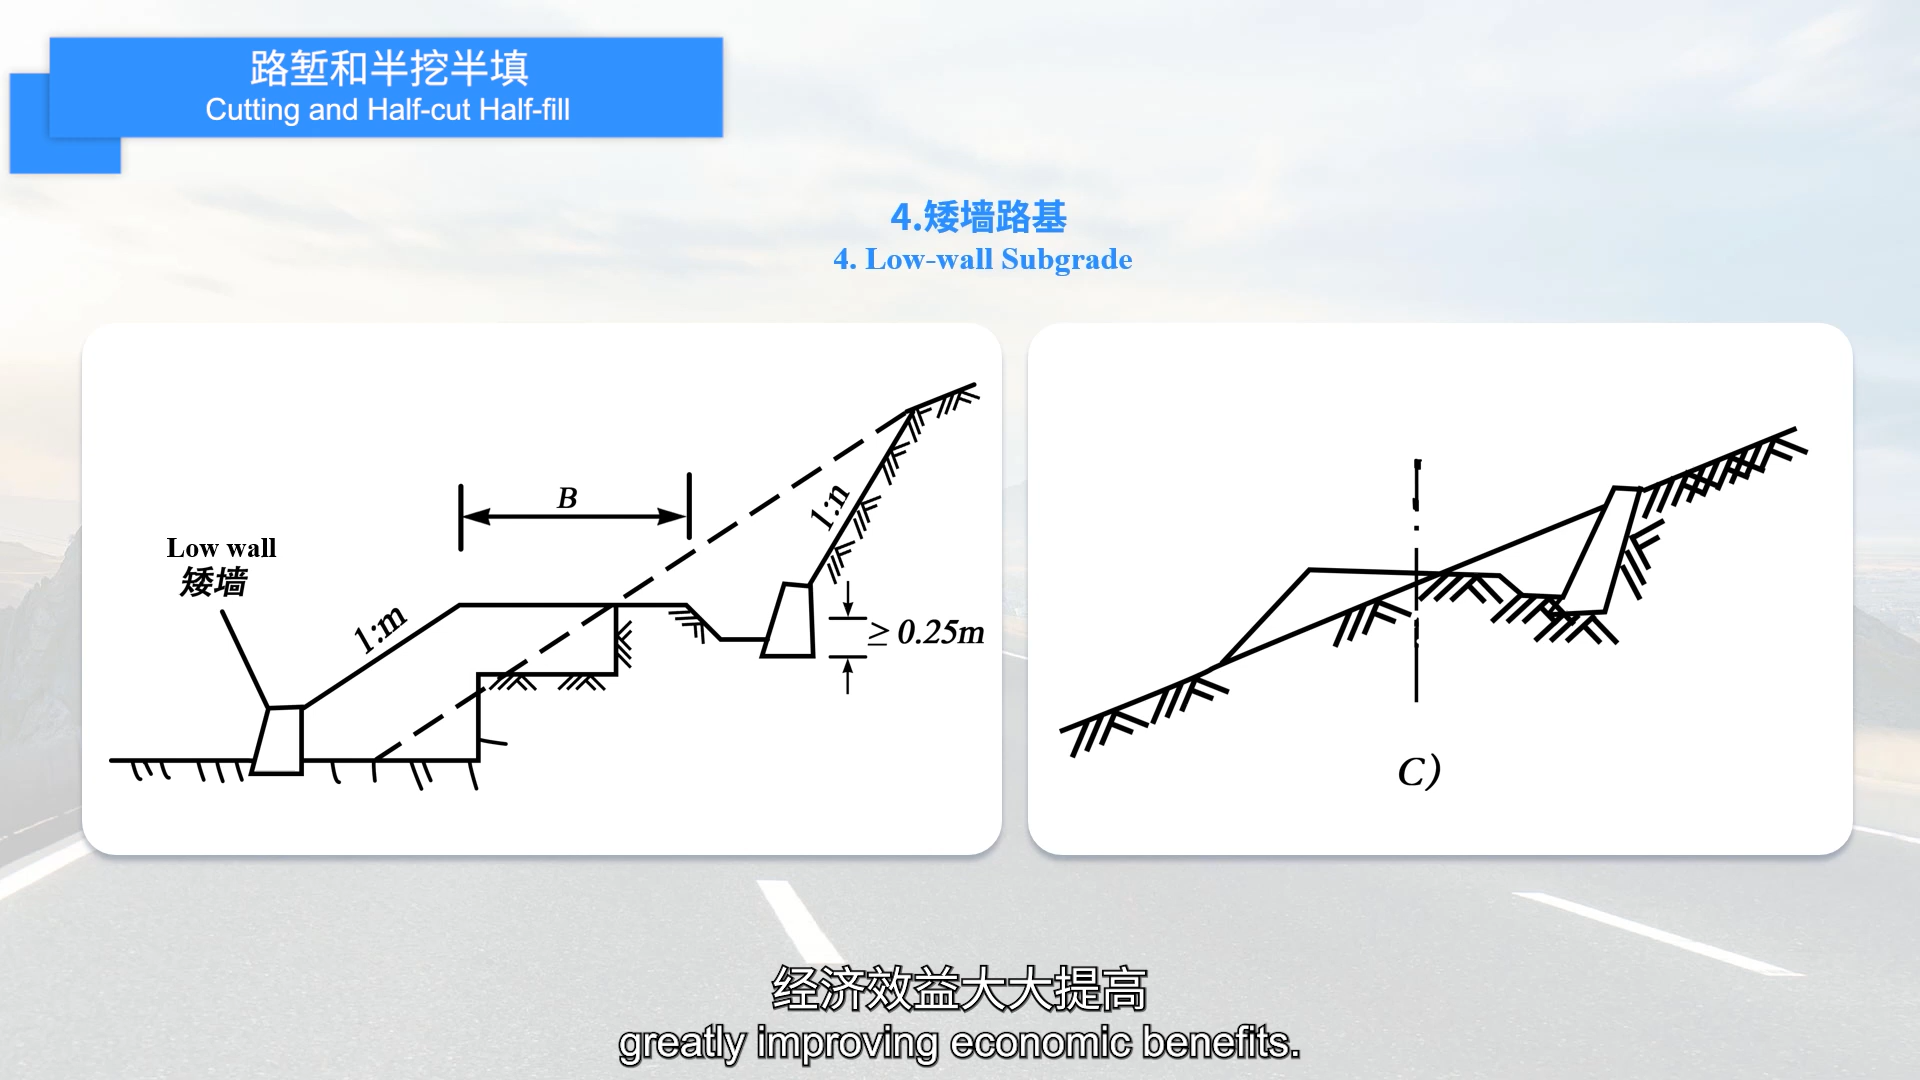 路堑和半挖半填
Cutting and Half-cut Half-fill
4.矮墙路基
4. Low-wall Subgrade
B
1:n
Low wall
矮墙
1:m
≥ 0.25m
C)
经济效益大大提高
greatly improving economic benefits.